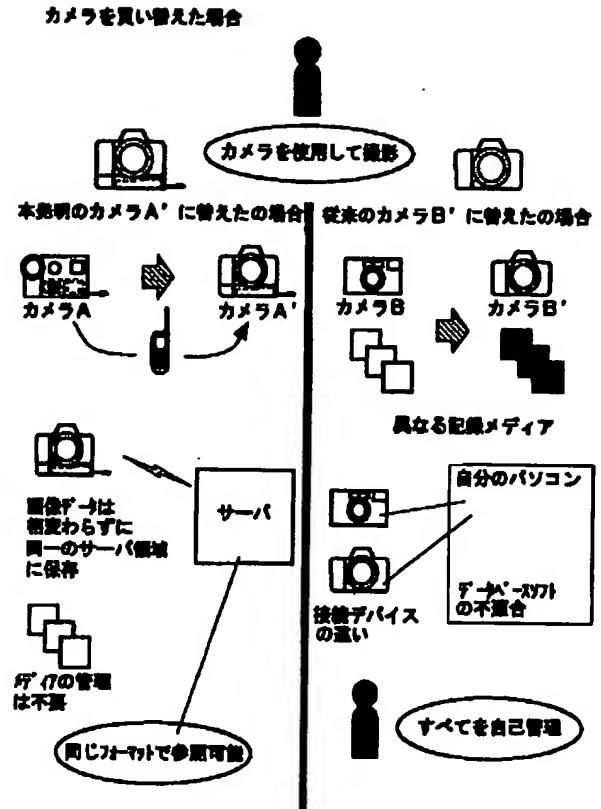 カメラを買い替えた場合
カメラを使用して撮影
本発明のカメラA'に替えたの場合
従来のカメラB'に替えたの場合
カメラA
カメラA'
カメラB
カメラB'
異なる記録メディア
画像データは
相変わらずに
同一のサーバ領域
に保存
サーバ
メディアの管理
は不要
同じフォーマットで参照可能
自分のパソコン
データベースソフト
の不適合
接続デバイス
の違い
すべてを自己管理